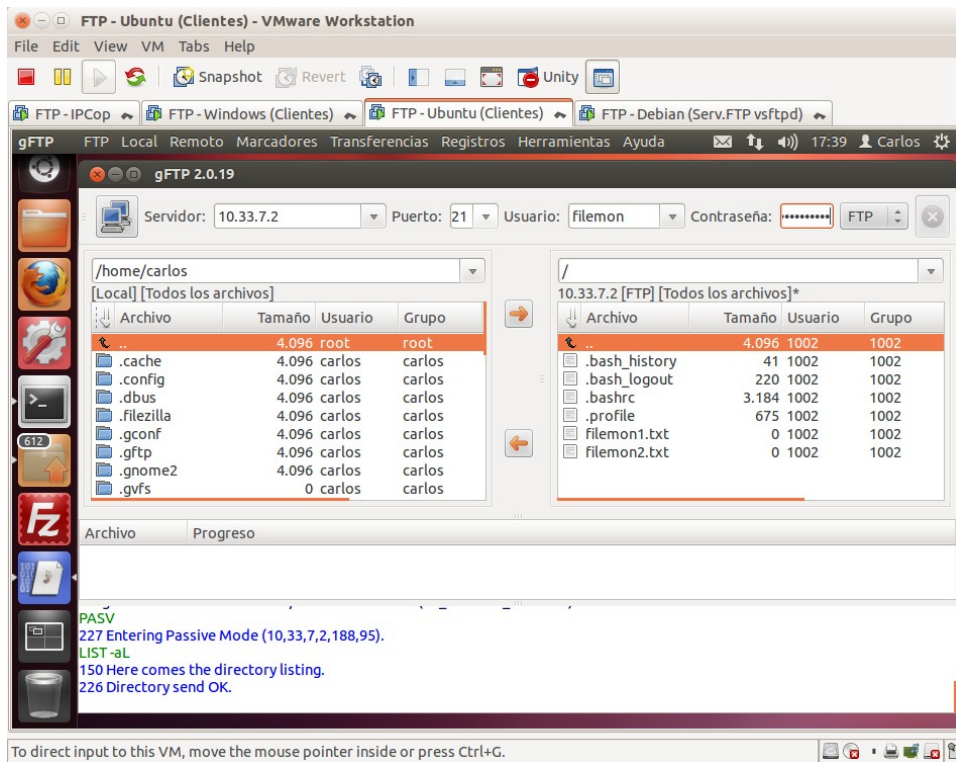 FTP - Ubuntu (Clientes) - VMware Workstation
File Edit View VM Tabs Help
Snapshot Revert Unity
FTP - IPCop FTP - Windows (Clientes) FTP - Ubuntu (Clientes) FTP - Debian (Serv.FTP vsftpd)
gFTP FTP Local Remoto Marcadores Transferencias Registros Herramientas Ayuda 17:39 Carlos
gFTP 2.0.19
Servidor: 10.33.7.2 Puerto: 21 Usuario: filemon Contraseña: •••••••••• FTP
/home/carlos /
[Local] [Todos los archivos] 10.33.7.2 [FTP] [Todos los archivos]*
Archivo Tamaño Usuario Grupo Archivo Tamaño Usuario Grupo
.. 4.096 root root .. 4.096 1002 1002
.cache 4.096 carlos carlos .bash_history 41 1002 1002
.config 4.096 carlos carlos .bash_logout 220 1002 1002
.dbus 4.096 carlos carlos .bashrc 3.184 1002 1002
.filezilla 4.096 carlos carlos .profile 675 1002 1002
.gconf 4.096 carlos carlos filemon1.txt 0 1002 1002
.gftp 4.096 carlos carlos filemon2.txt 0 1002 1002
.gnome2 4.096 carlos carlos
.gvfs 0 carlos carlos
612
Fz
Archivo Progreso
PASV
227 Entering Passive Mode (10,33,7,2,188,95).
LIST -aL
150 Here comes the directory listing.
226 Directory send OK.
To direct input to this VM, move the mouse pointer inside or press Ctrl+G.